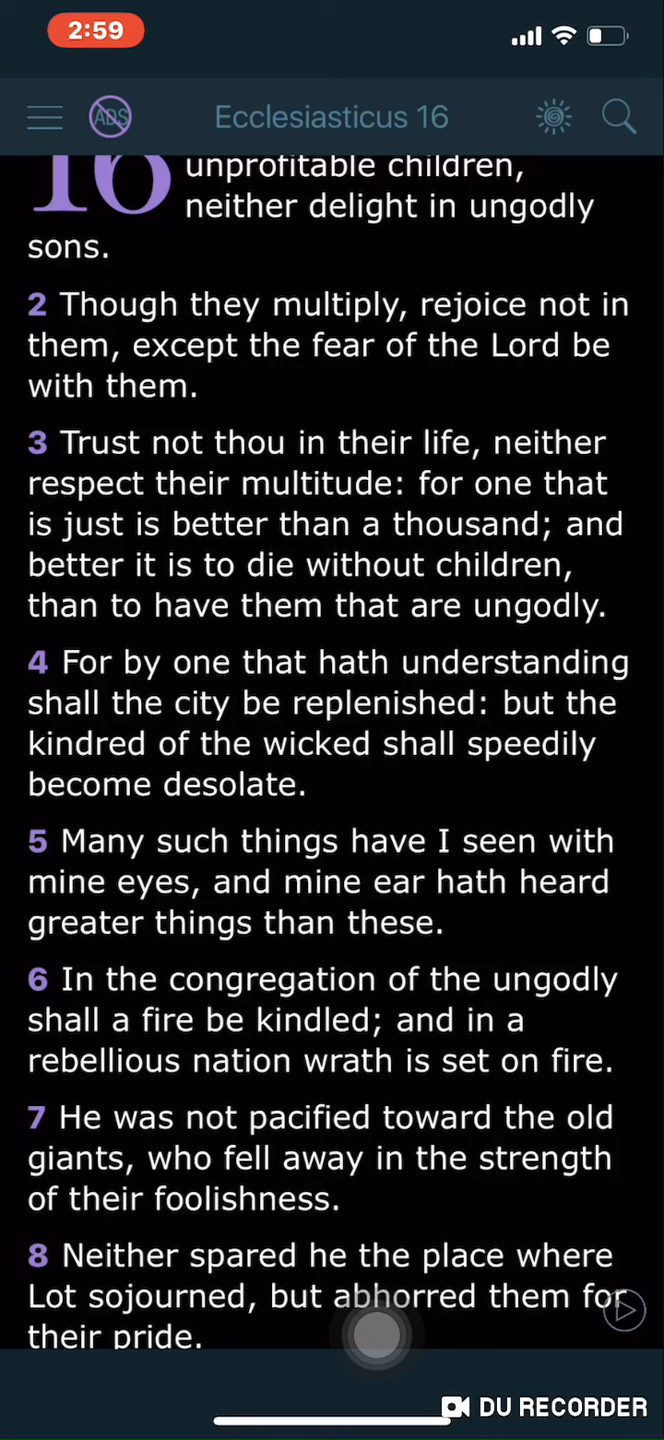 2:59
ADS
Ecclesiasticus 16
16 unprofitable children,
neither delight in ungodly
sons.
2 Though they multiply, rejoice not in
them, except the fear of the Lord be
with them.
3 Trust not thou in their life, neither
respect their multitude: for one that
is just is better than a thousand; and
better it is to die without children,
than to have them that are ungodly.
4 For by one that hath understanding
shall the city be replenished: but the
kindred of the wicked shall speedily
become desolate.
5 Many such things have I seen with
mine eyes, and mine ear hath heard
greater things than these.
6 In the congregation of the ungodly
shall a fire be kindled; and in a
rebellious nation wrath is set on fire.
7 He was not pacified toward the old
giants, who fell away in the strength
of their foolishness.
8 Neither spared he the place where
Lot sojourned, but abhorred them for
their pride.
DU RECORDER